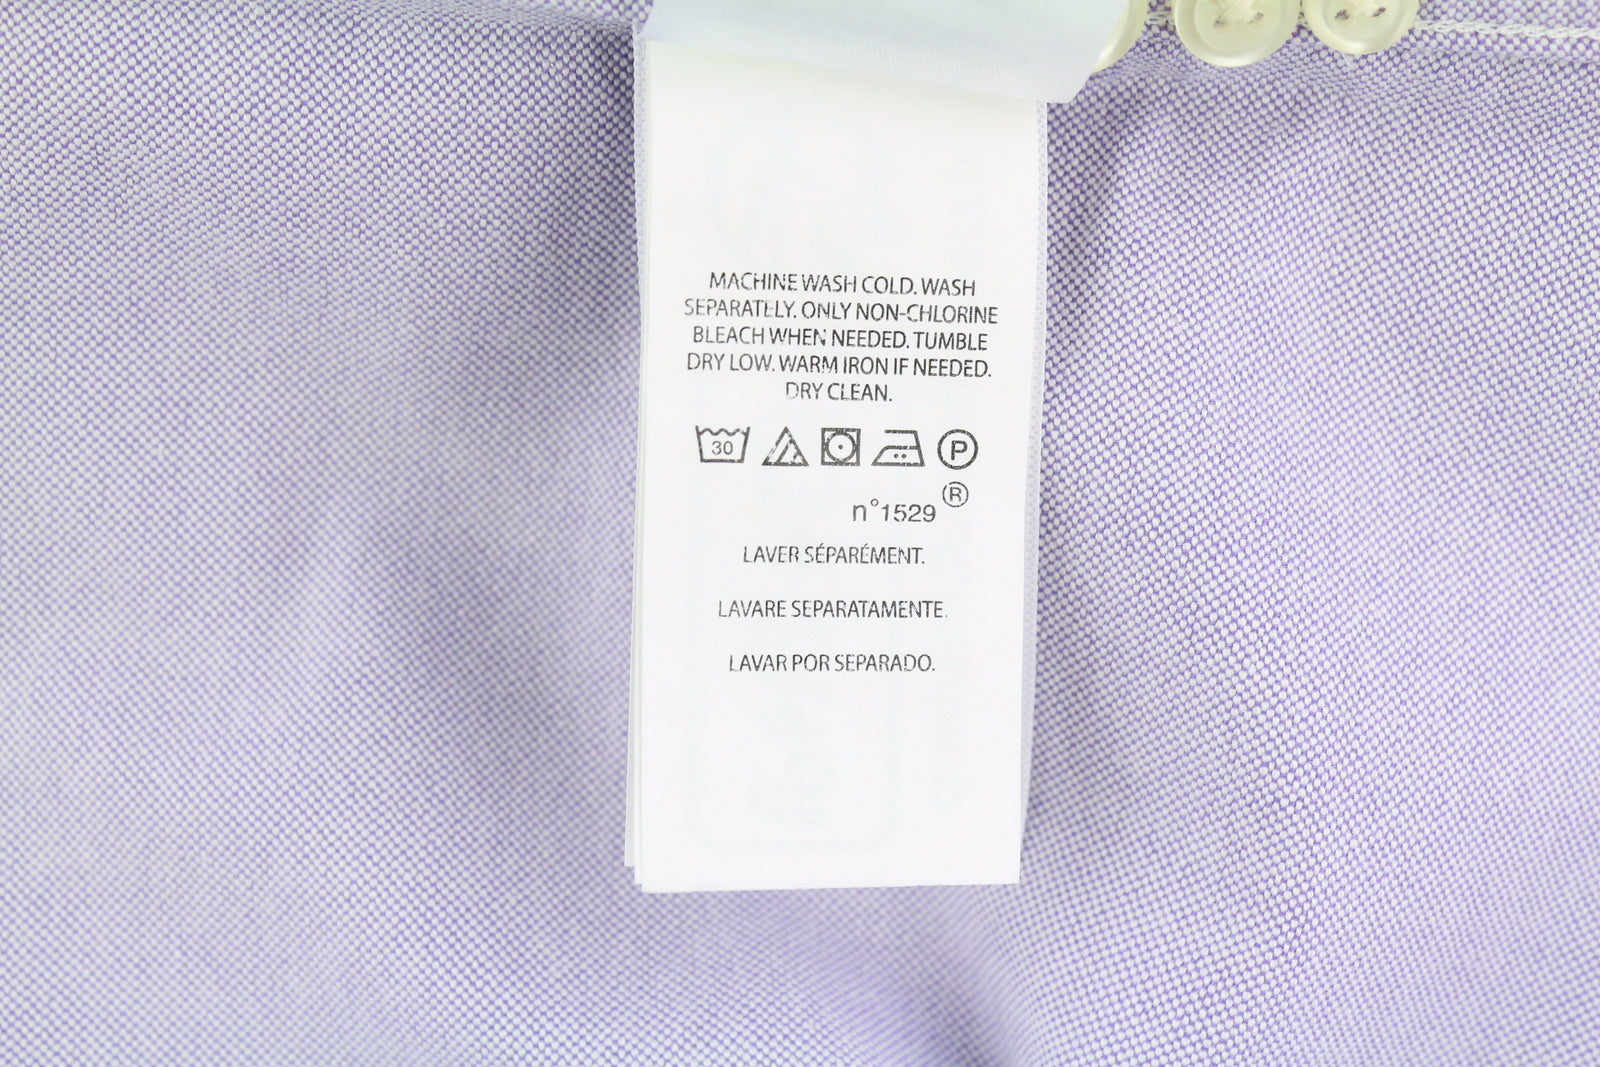 MACHINE WASH COLD. WASH
SEPARATELY. ONLY NON-CHLORINE
BLEACH WHEN NEEDED. TUMBLE
DRY LOW. WARM IRON IF NEEDED.
DRY CLEAN.
30 P
n°1529 ®
LAVER SÉPARÉMENT.
LAVARE SEPARATAMENTE.
LAVAR POR SEPARADO.